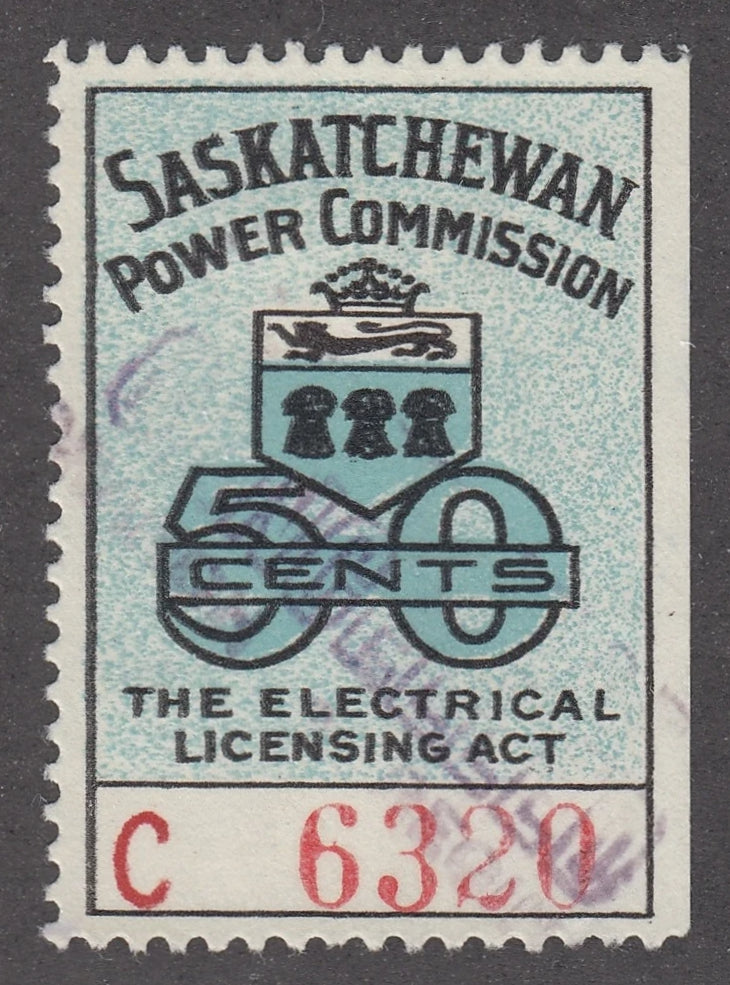 SASKATCHEWAN
POWER COMMISSION
50
CENTS
THE ELECTRICAL
LICENSING ACT
C 6320